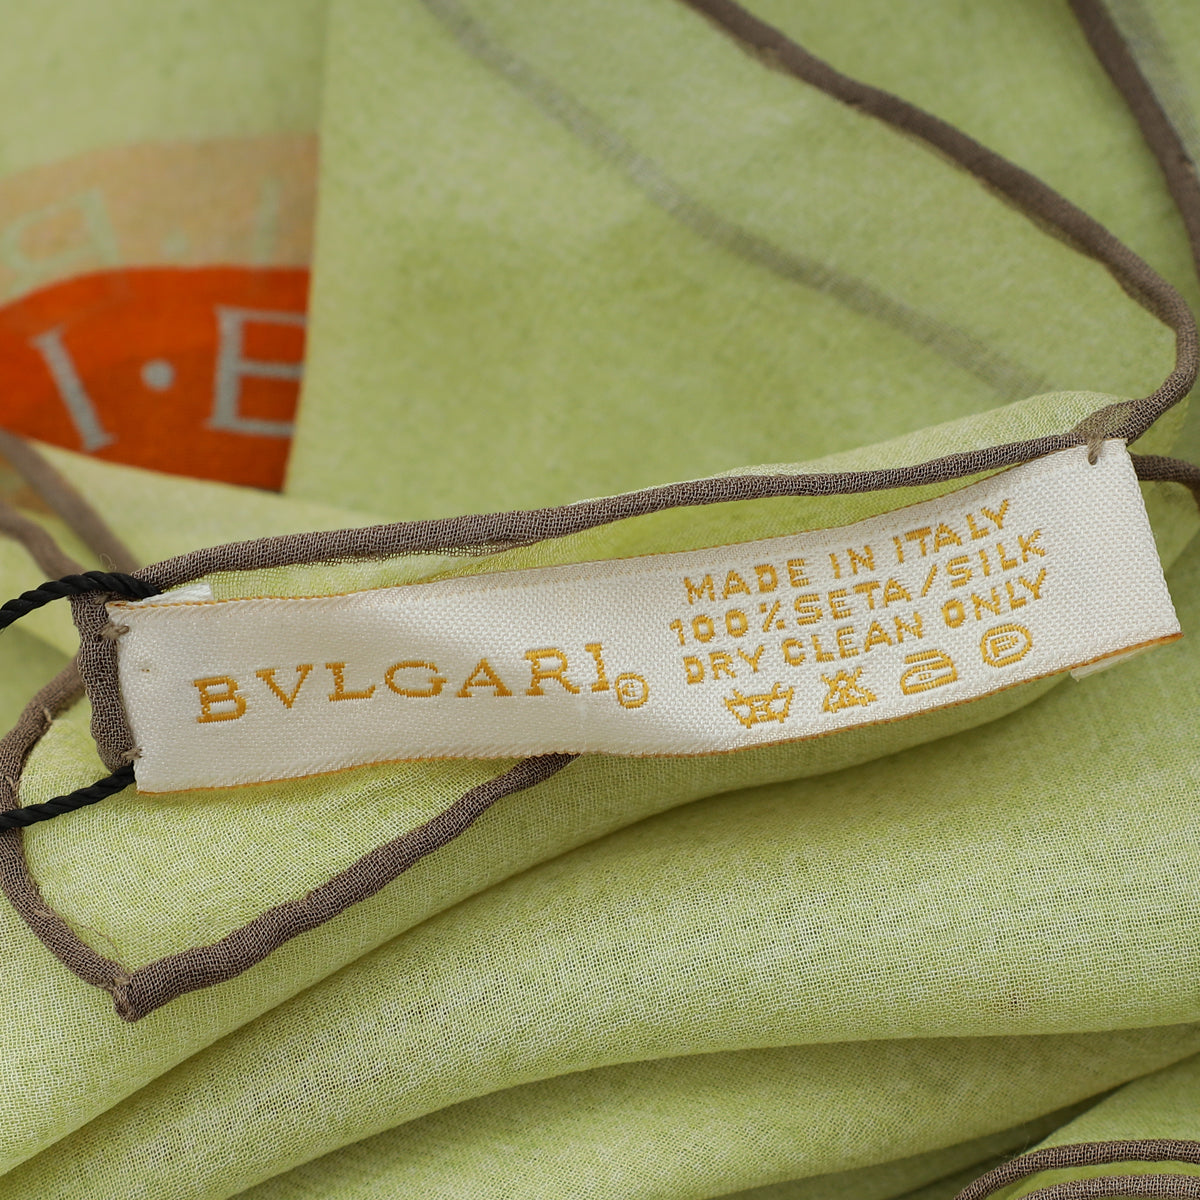 I · B
BVLGARI©
MADE IN ITALY
100% SETA/SILK
DRY CLEAN ONLY
P